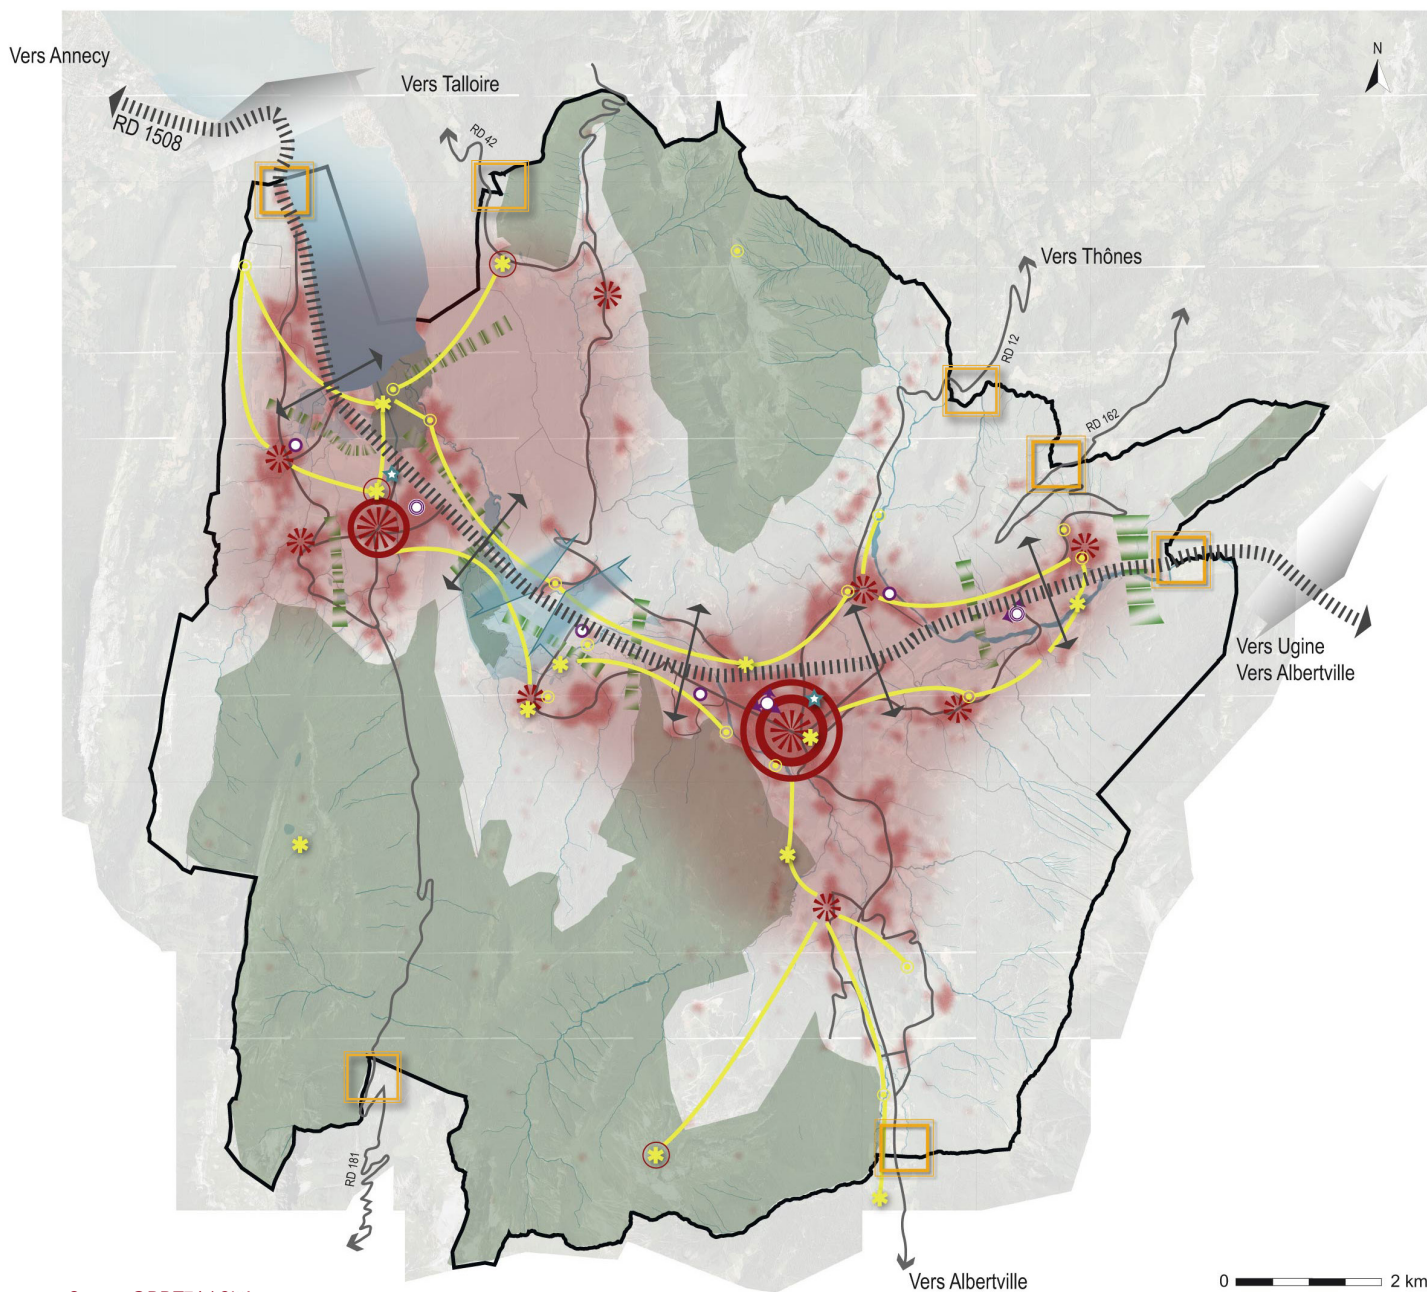 Vers Annecy
N
Vers Talloire
RD 1508
RD 42
Vers Thônes
RD 12
RD 162
Vers Ugine
Vers Albertville
RD 181
Vers Albertville
0
2 km